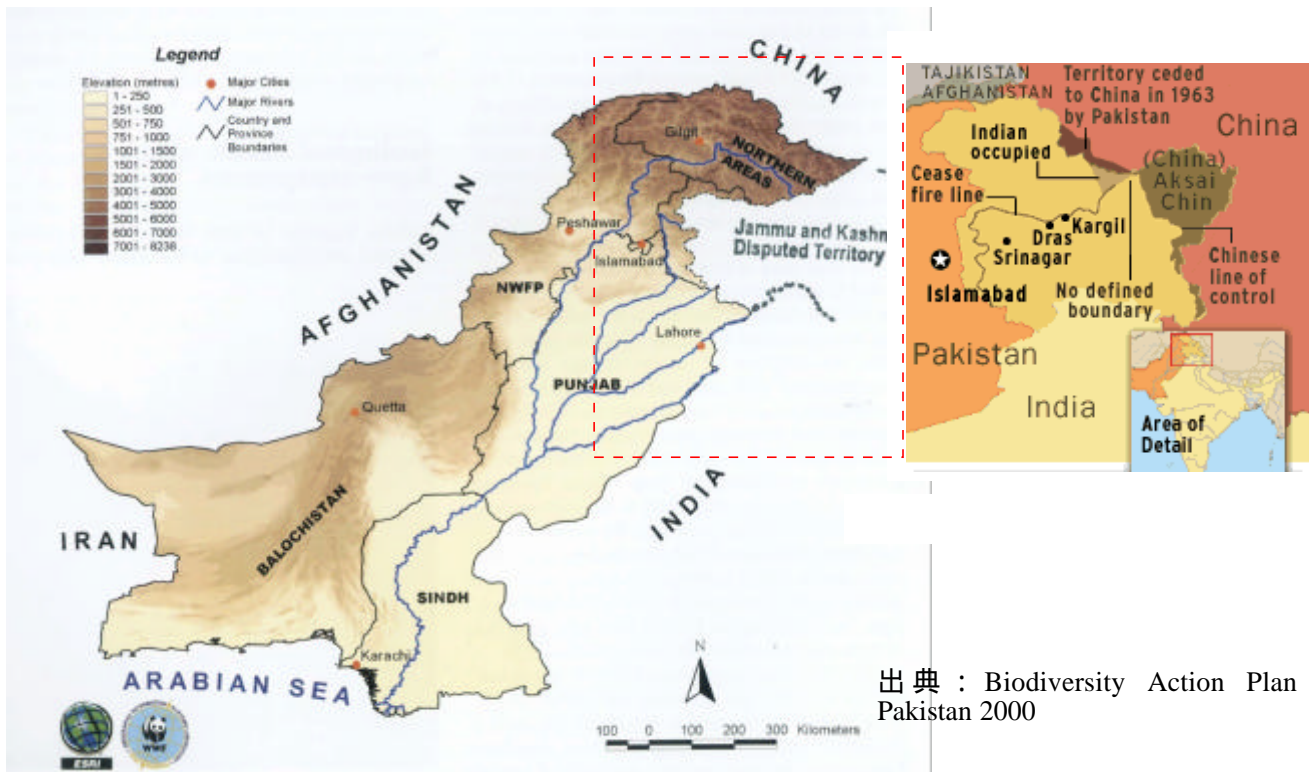 Legend
Elevation (metres)
1 - 250
251 - 500
501 - 750
751 - 1000
1001 - 1500
1501 - 2000
2001 - 3000
3001 - 4000
4001 - 5000
5001 - 6000
6001 - 7000
7001 - 8238
Major Cities
Major Rivers
Country and
Province
Boundaries
CHINA
Gilgit
NORTHERN
AREAS
AFGHANISTAN
Peshawar
Islamabad
Jammu and Kashm
Disputed Territory
NWFP
Lahore
PUNJAB
Quetta
INDIA
IRAN
BALOCHISTAN
SINDH
Karachi
ARABIAN SEA
N
100 0 100 200 300 Kilometers
ESRI
WWF
TAJIKISTAN
AFGHANISTAN
Territory ceded
to China in 1963
by Pakistan
China
Indian
occupied
(China)
Aksai
Chin
Cease
fire line
Kargil
Dras
Srinagar
Chinese
line of
control
Islamabad
No defined
boundary
Pakistan
India
Area of
Detail
出典：Biodiversity Action Plan
Pakistan 2000